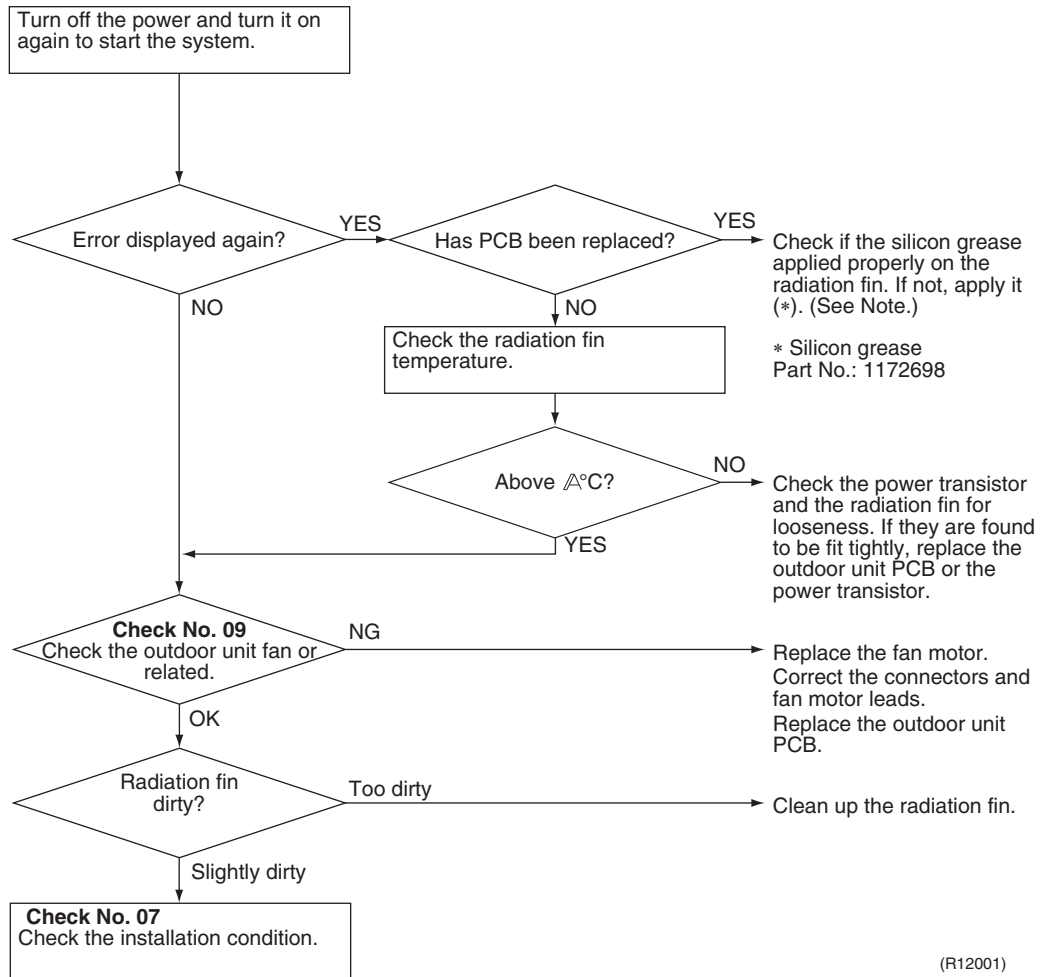 Turn off the power and turn it on
again to start the system.
Error displayed again?
YES
Has PCB been replaced?
YES
Check if the silicon grease
applied properly on the
radiation fin. If not, apply it
(∗). (See Note.)
∗ Silicon grease
Part No.: 1172698
NO
NO
Check the radiation fin
temperature.
Above 𝔸°C?
NO
Check the power transistor
and the radiation fin for
looseness. If they are found
to be fit tightly, replace the
outdoor unit PCB or the
power transistor.
YES
Check No. 09
Check the outdoor unit fan or
related.
NG
Replace the fan motor.
Correct the connectors and
fan motor leads.
Replace the outdoor unit
PCB.
OK
Radiation fin
dirty?
Too dirty
Clean up the radiation fin.
Slightly dirty
Check No. 07
Check the installation condition.
(R12001)